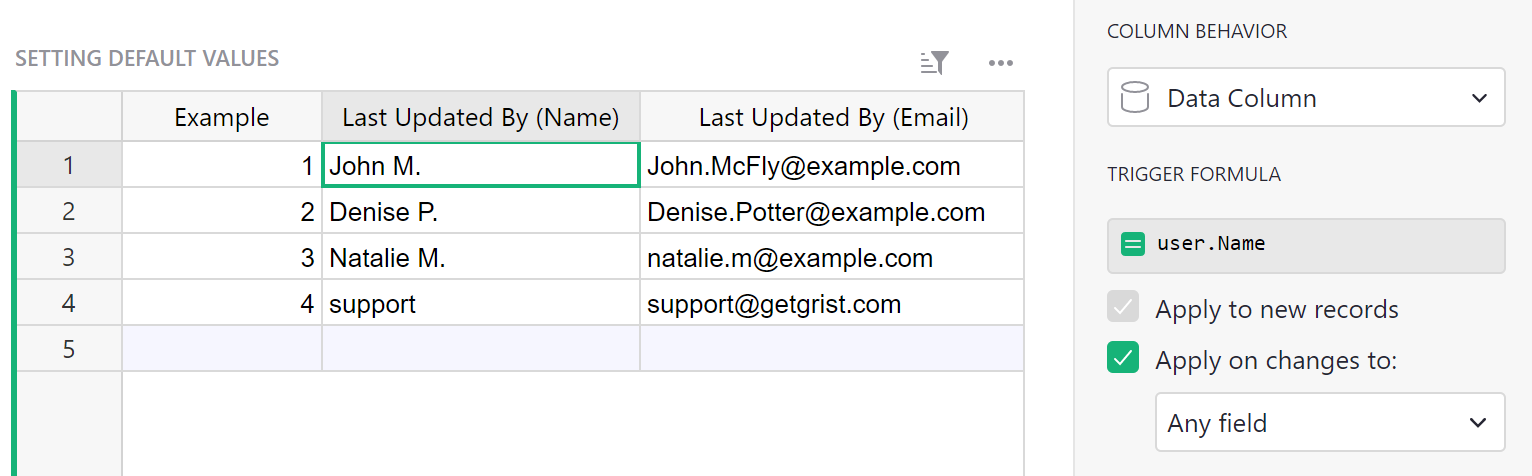 SETTING DEFAULT VALUES
Example Last Updated By (Name) Last Updated By (Email)
1 1 John M. John.McFly@example.com
2 2 Denise P. Denise.Potter@example.com
3 3 Natalie M. natalie.m@example.com
4 4 support support@getgrist.com
5
COLUMN BEHAVIOR
Data Column
TRIGGER FORMULA
user.Name
Apply to new records
Apply on changes to:
Any field